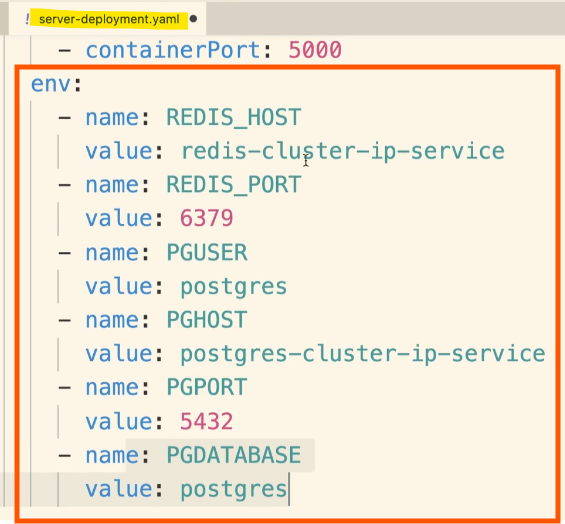 ! server-deployment.yaml ●
- containerPort: 5000
env:
- name: REDIS_HOST
value: redis-cluster-ip-service
- name: REDIS_PORT
value: 6379
- name: PGUSER
value: postgres
- name: PGHOST
value: postgres-cluster-ip-service
- name: PGPORT
value: 5432
- name: PGDATABASE
value: postgres